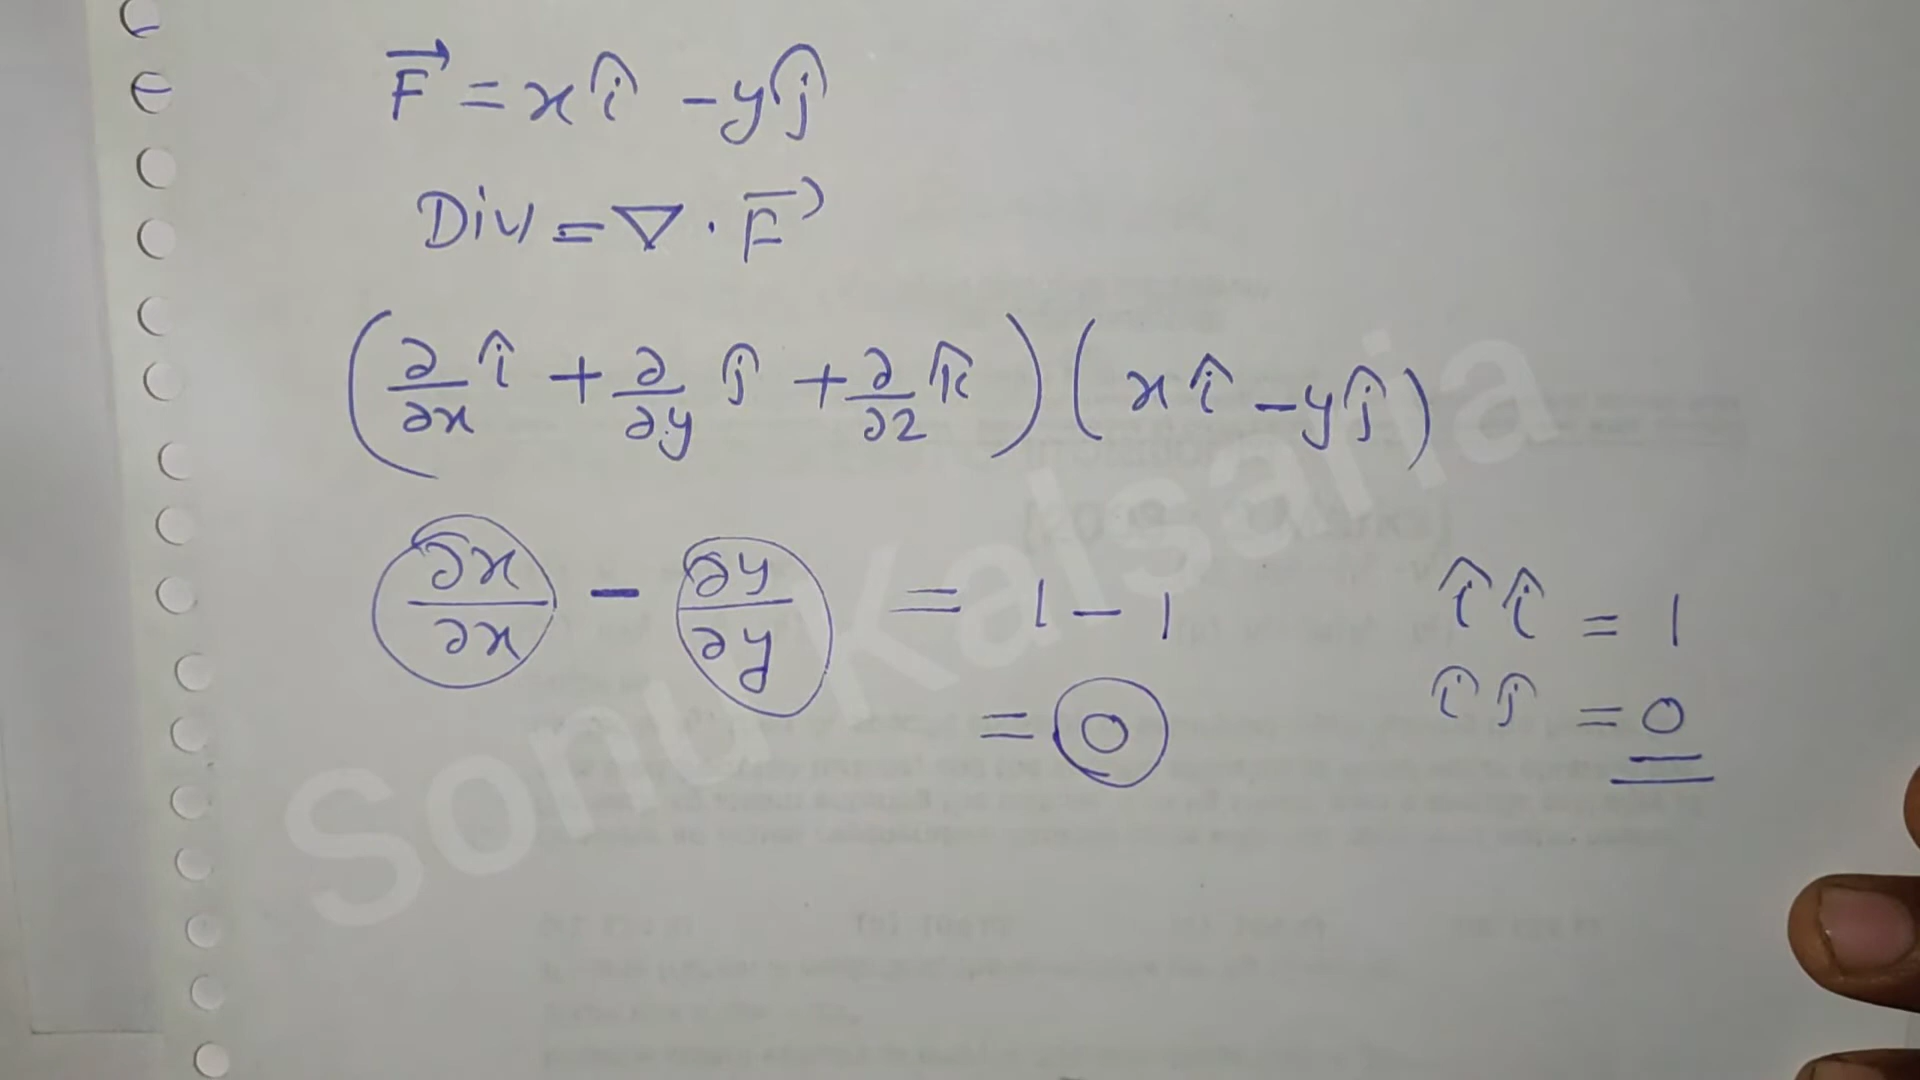 F⃗ = x î - y ĵ
Div = ∇ . F⃗
(∂/∂x î + ∂/∂y ĵ + ∂/∂z k̂) (x î - y ĵ)
∂x/∂x - ∂y/∂y = 1 - 1
= 0
î î = 1
î ĵ = 0
Sonu Kalsaria